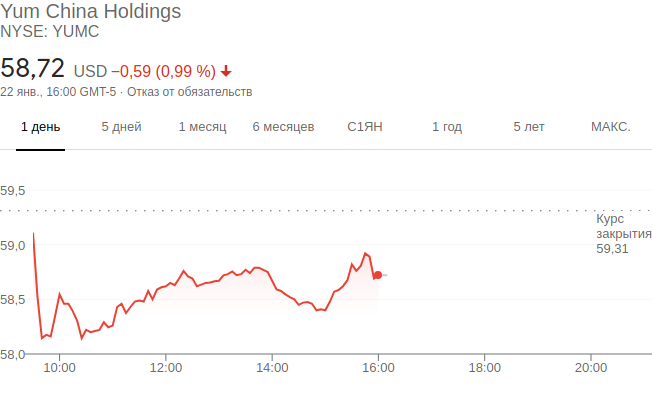 Yum China Holdings
NYSE: YUMC
58,72 USD −0,59 (0,99 %)
22 янв., 16:00 GMT-5 · Отказ от обязательств
1 день 5 дней 1 месяц 6 месяцев С1ЯН 1 год 5 лет МАКС.
59,5
Курс
закрытия
59,31
59,0
58,5
58,0
10:00 12:00 14:00 16:00 18:00 20:00